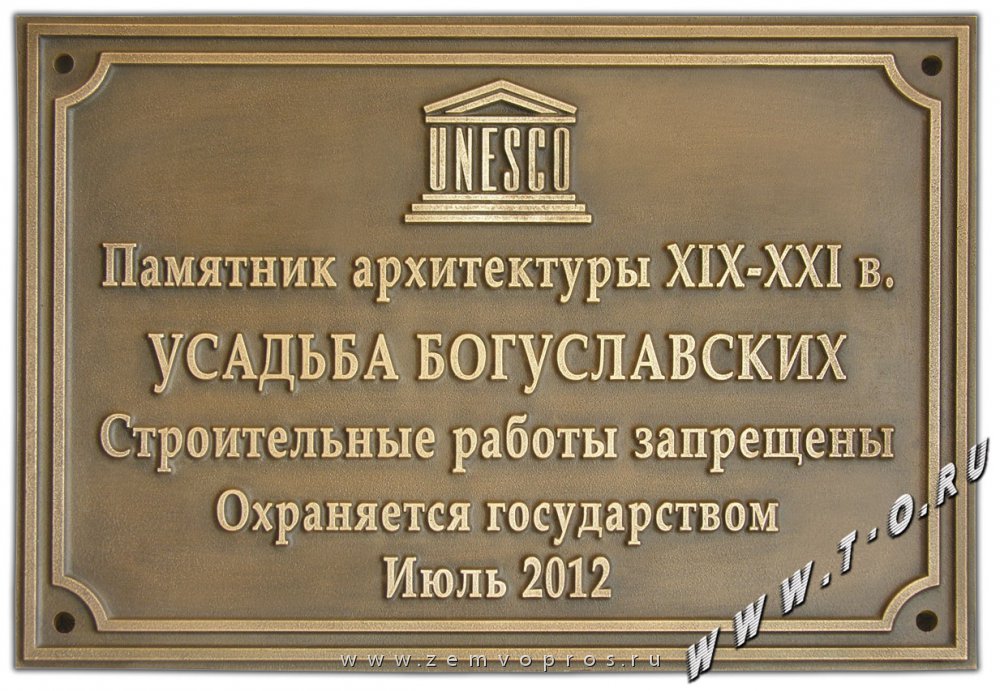 UNESCO
Памятник архитектуры XIX-XXI в.
УСАДЬБА БОГУСЛАВСКИХ
Строительные работы запрещены
Охраняется государством
Июль 2012
WWW.T-O.RU
www.zemvopros.ru